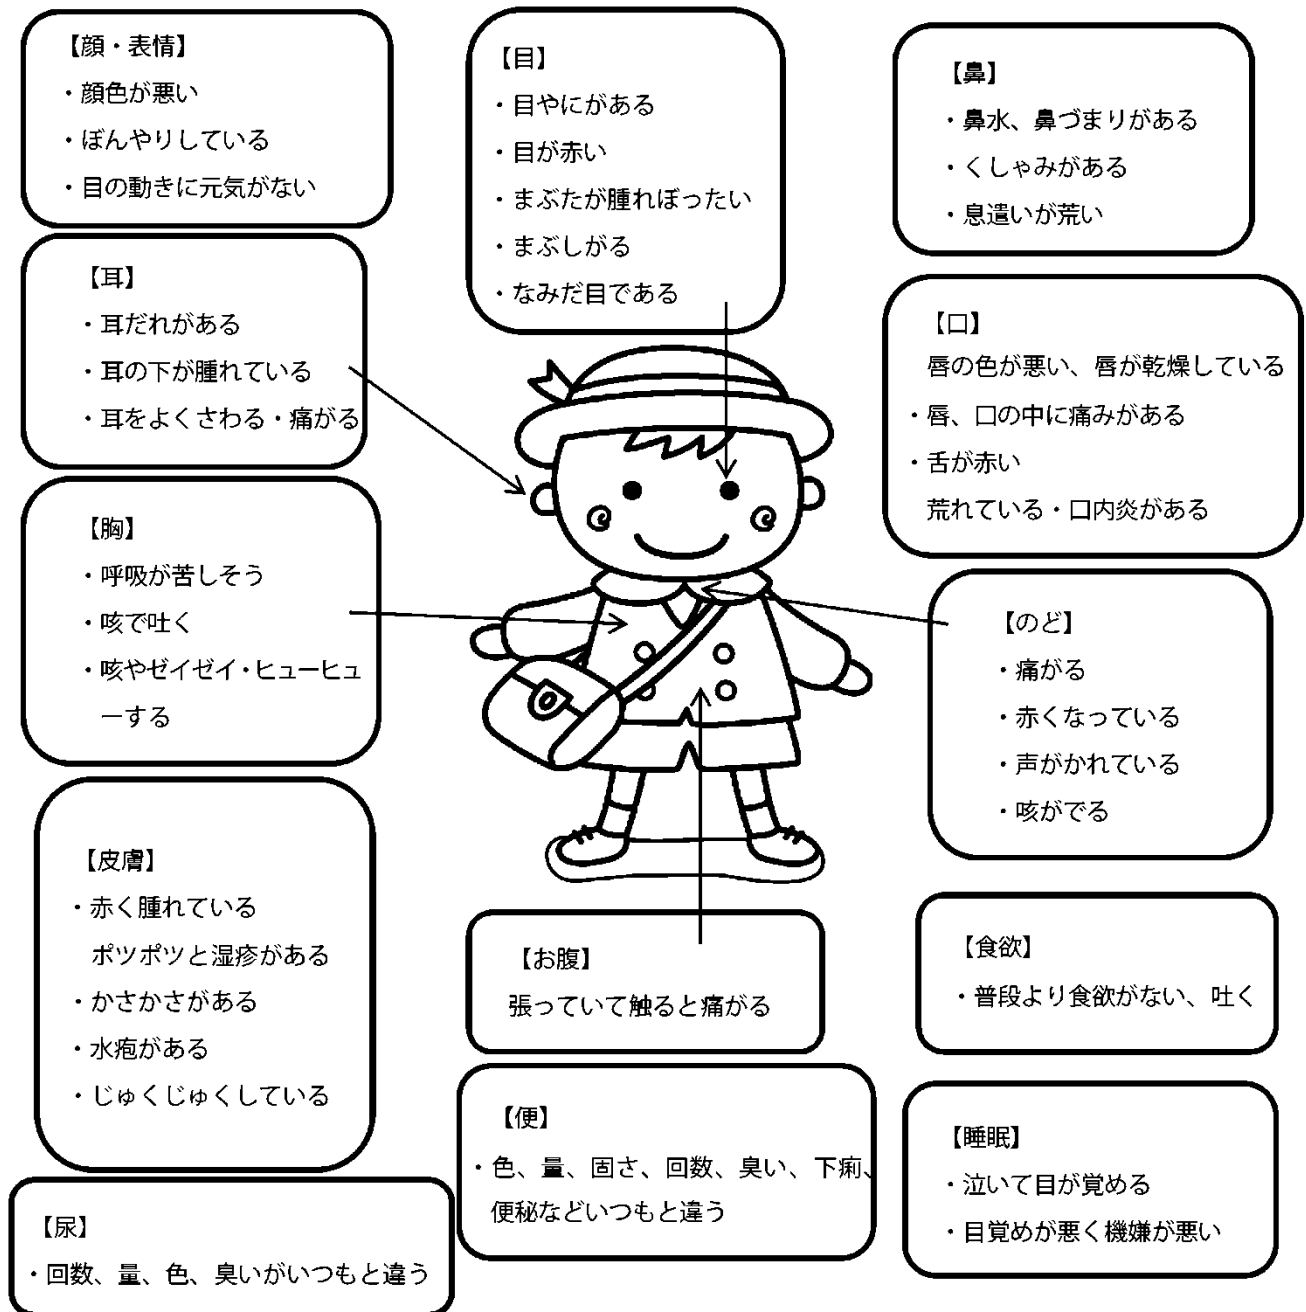 【顔・表情】
・顔色が悪い
・ぼんやりしている
・目の動きに元気がない
【目】
・目やにがある
・目が赤い
・まぶたが腫れぼったい
・まぶしがる
・なみだ目である
【鼻】
・鼻水、鼻づまりがある
・くしゃみがある
・息遣いが荒い
【耳】
・耳だれがある
・耳の下が腫れている
・耳をよくさわる・痛がる
【口】
唇の色が悪い、唇が乾燥している
・唇、口の中に痛みがある
・舌が赤い
荒れている・口内炎がある
【胸】
・呼吸が苦しそう
・咳で吐く
・咳やゼイゼイ・ヒューヒュ
ーする
【のど】
・痛がる
・赤くなっている
・声がかれている
・咳がでる
【皮膚】
・赤く腫れている
ポツポツと湿疹がある
・かさかさがある
・水疱がある
・じゅくじゅくしている
【お腹】
張っていて触ると痛がる
【食欲】
・普段より食欲がない、吐く
【便】
・色、量、固さ、回数、臭い、下痢、
便秘などいつもと違う
【睡眠】
・泣いて目が覚める
・目覚めが悪く機嫌が悪い
【尿】
・回数、量、色、臭いがいつもと違う